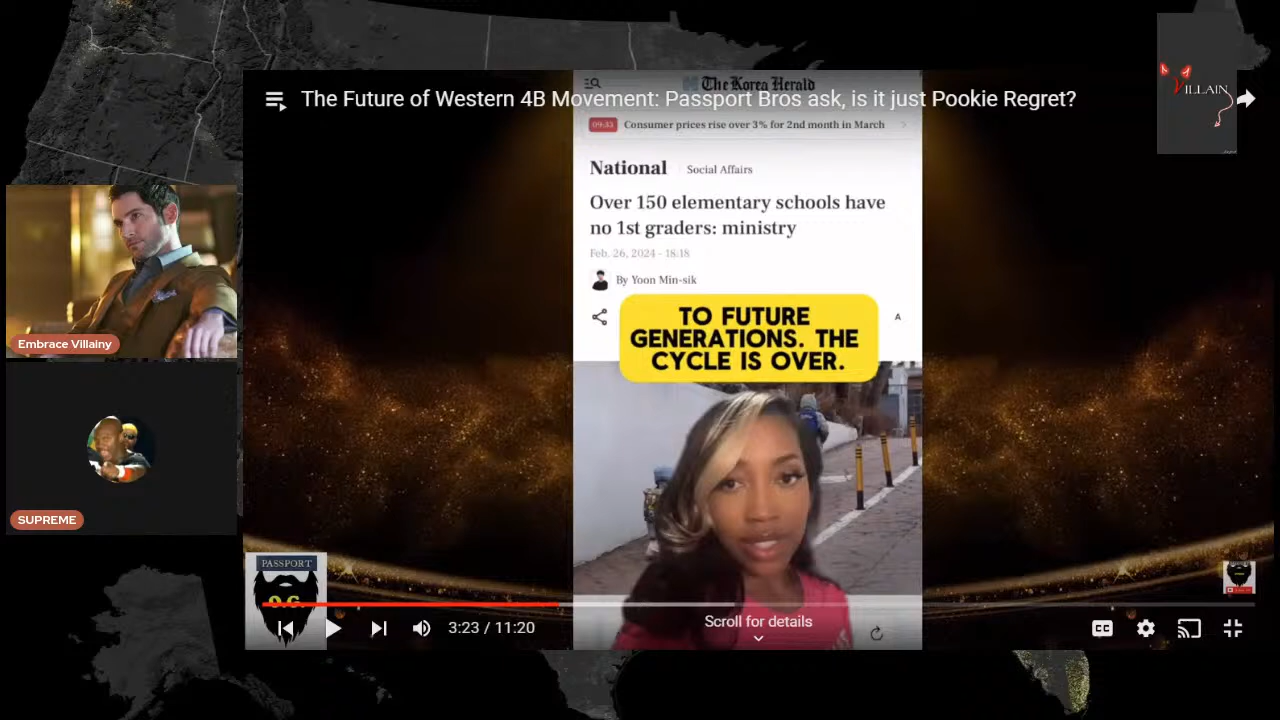 The Korea Herald
The Future of Western 4B Movement: Passport Bros ask, is it just Pookie Regret?
VILLAIN
09:33 Consumer prices rise over 3% for 2nd month in March
National Social Affairs
Over 150 elementary schools have
no 1st graders: ministry
Feb. 26, 2024 - 18:18
By Yoon Min-sik
A
TO FUTURE
GENERATIONS. THE
CYCLE IS OVER.
Embrace Villainy
SUPREME
PASSPORT
3:23 / 11:20
Scroll for details
CC